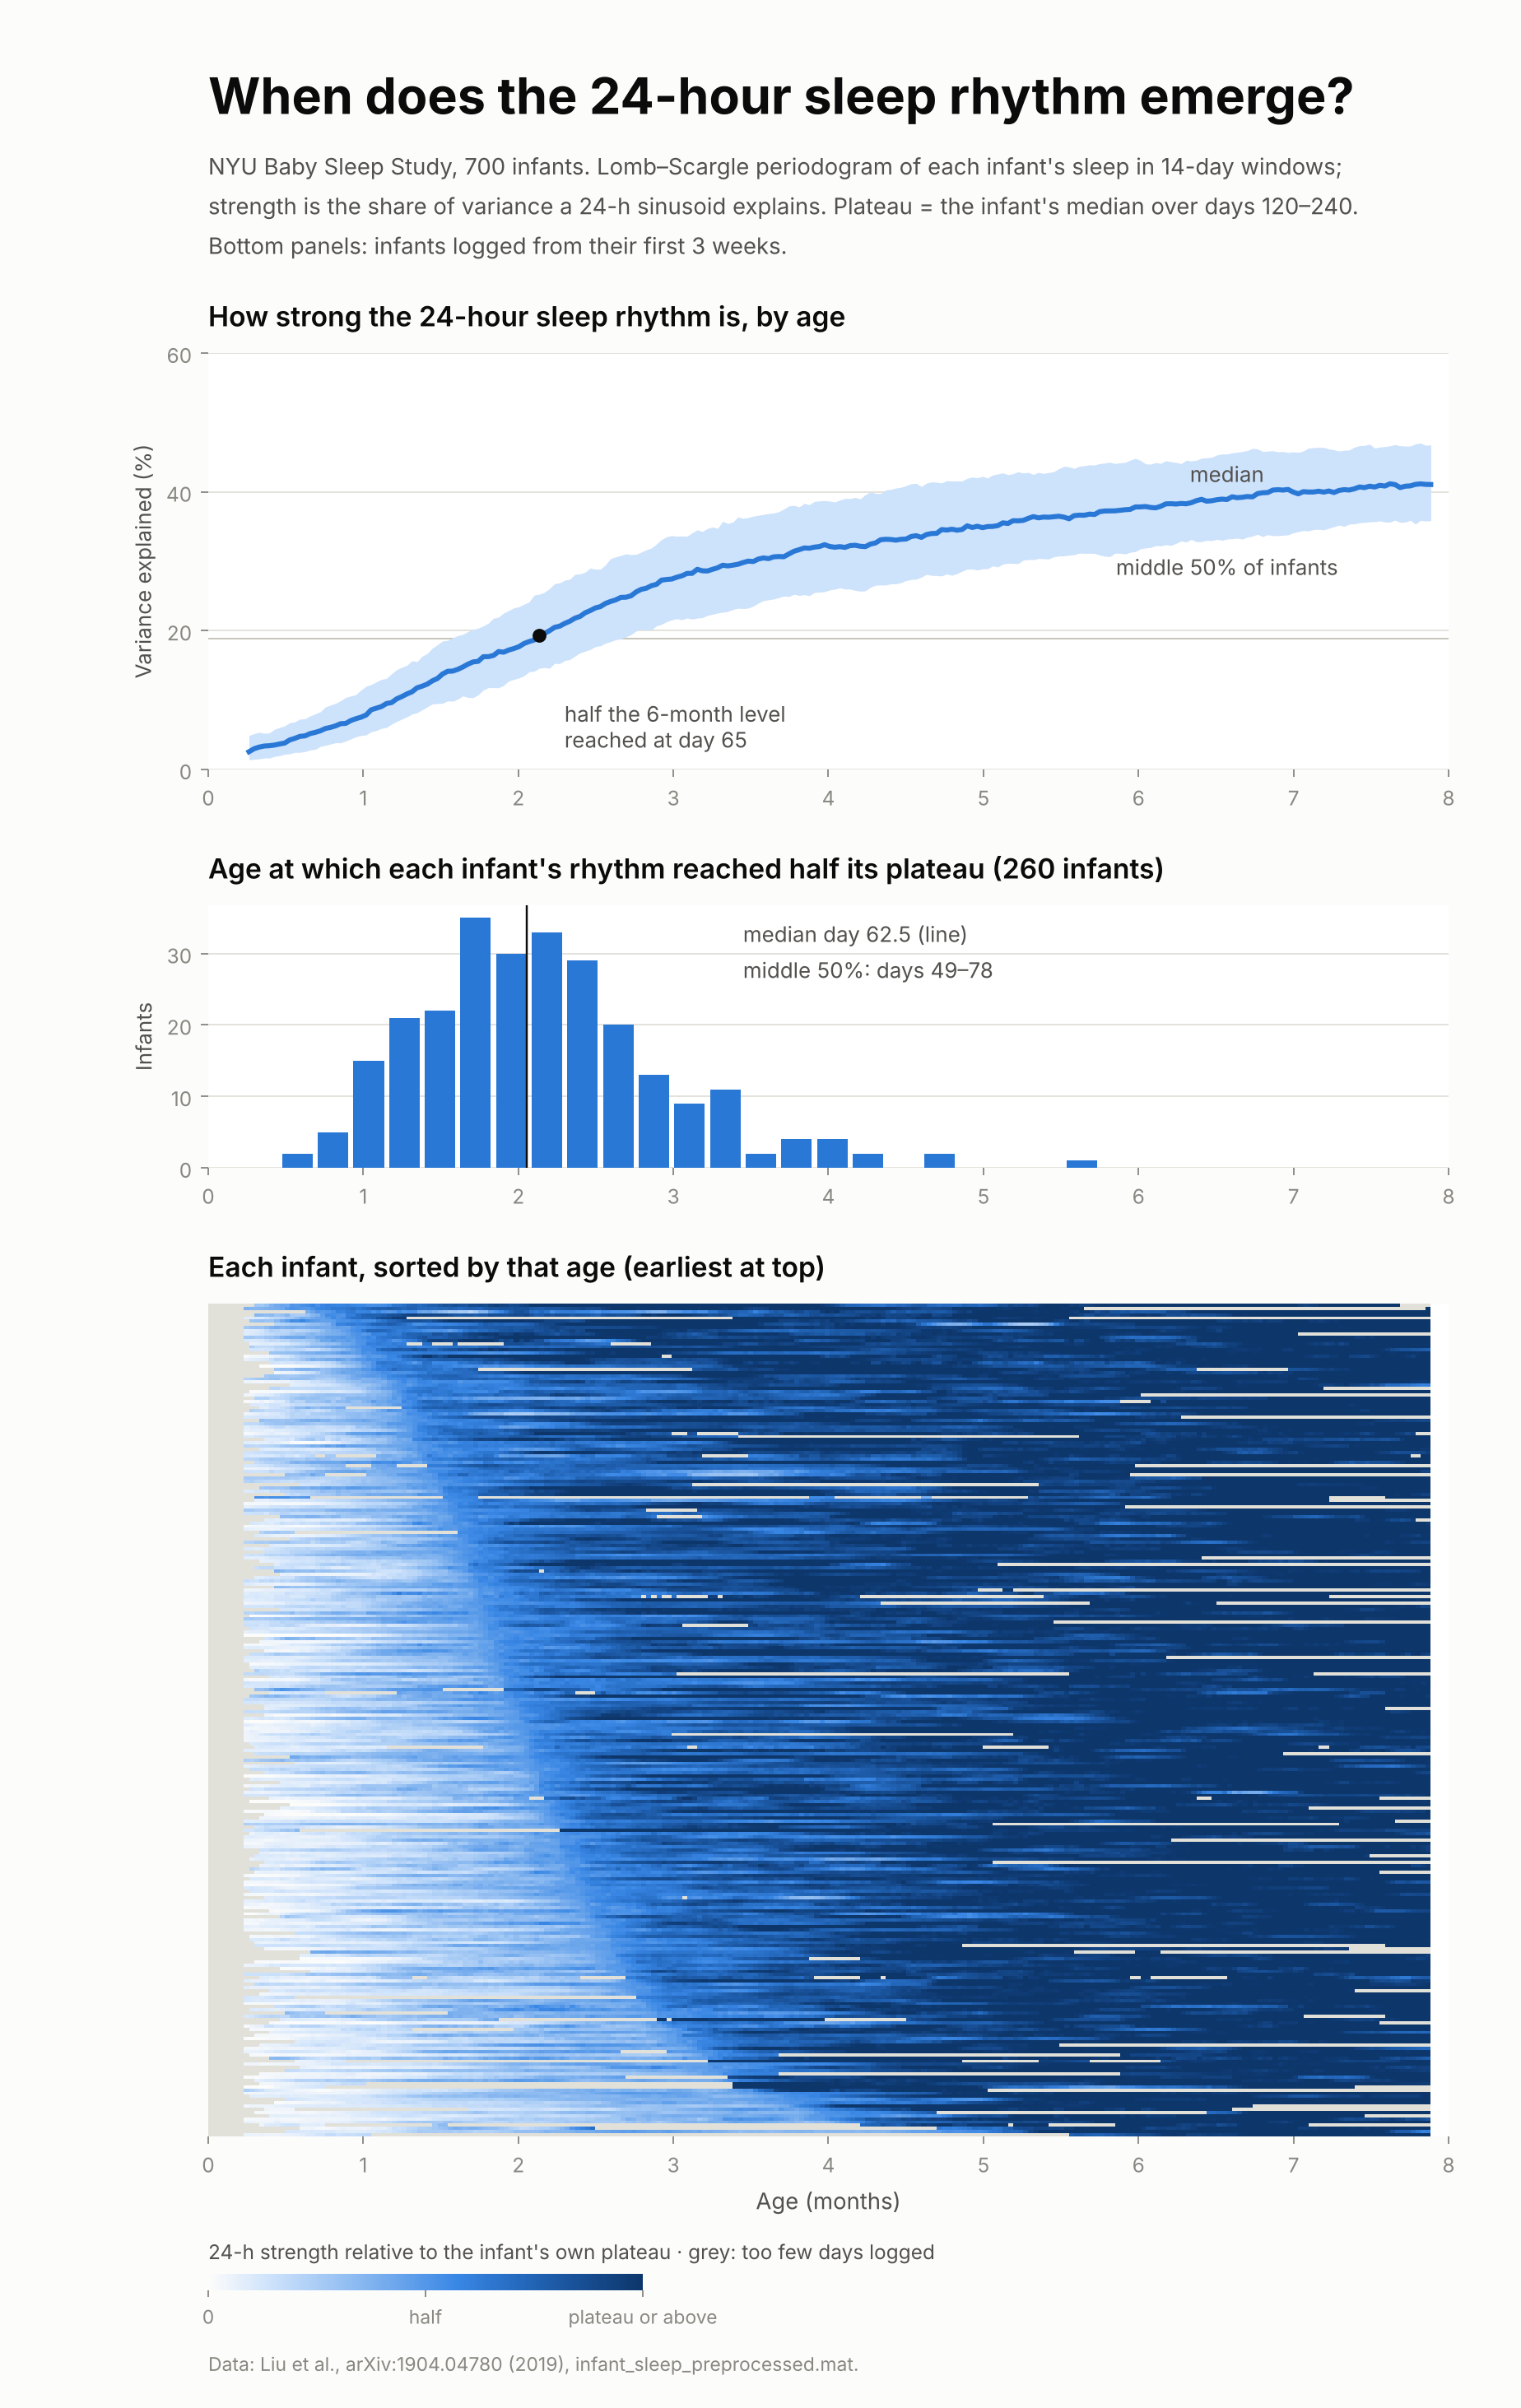 When does the 24-hour sleep rhythm emerge?
NYU Baby Sleep Study, 700 infants. Lomb–Scargle periodogram of each infant's sleep in 14-day windows;
strength is the share of variance a 24-h sinusoid explains. Plateau = the infant's median over days 120–240.
Bottom panels: infants logged from their first 3 weeks.
How strong the 24-hour sleep rhythm is, by age
Variance explained (%)
60
40
20
0
median
middle 50% of infants
half the 6-month level
reached at day 65
0 1 2 3 4 5 6 7 8
Age at which each infant's rhythm reached half its plateau (260 infants)
Infants
30
20
10
0
median day 62.5 (line)
middle 50%: days 49–78
0 1 2 3 4 5 6 7 8
Each infant, sorted by that age (earliest at top)
0 1 2 3 4 5 6 7 8
Age (months)
24-h strength relative to the infant's own plateau · grey: too few days logged
0 half plateau or above
Data: Liu et al., arXiv:1904.04780 (2019), infant_sleep_preprocessed.mat.